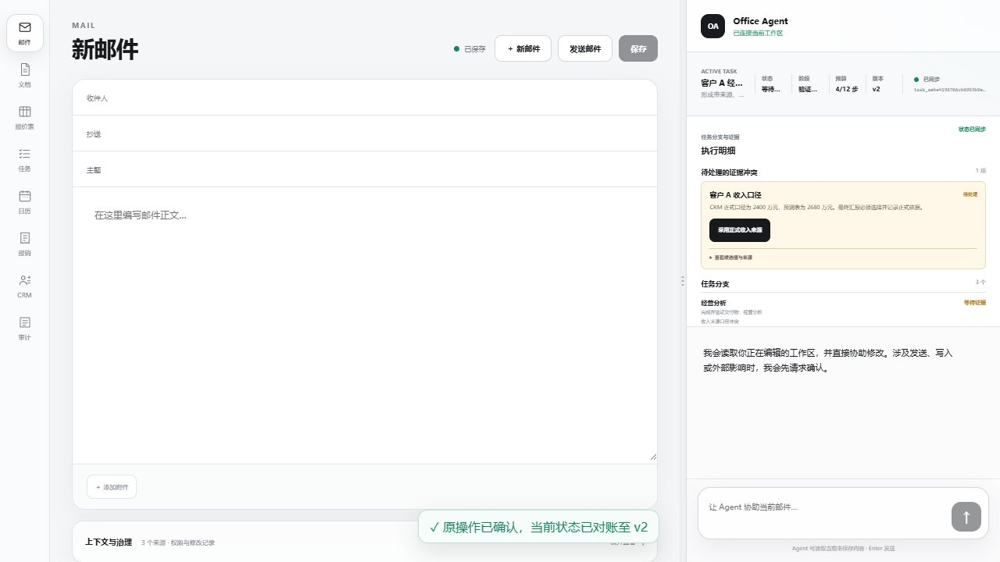 邮件
文档
报价表
任务
日历
报销
CRM
审计
MAIL
新邮件
已保存
+ 新邮件
发送邮件
保存
收件人
抄送
主题
在这里编写邮件正文...
+ 添加附件
上下文与治理
3 个来源 · 权限与修改记录
✓ 原操作已确认，当前状态已对账至 v2
OA
Office Agent
已连接当前工作区
ACTIVE TASK
客户 A 经...
形成带来源、...
状态
等待...
阶段
验证...
预算
4/12 步
版本
v2
已同步
状态已同步
任务分支与证据
执行明细
待处理的证据冲突
1 项
客户 A 收入口径
待处理
CRM 正式口径为 2400 万元，预测表为 2680 万元。最终汇报必须选择并记录正式依据。
采用正式收入来源
查看候选值与来源
任务分支
3 个
经营分析
等待证据
完成并验证交付物：经营分析
收入来源口径冲突
我会读取你正在编辑的工作区，并直接协助修改。涉及发送、写入
或外部影响时，我会先请求确认。
让 Agent 协助当前邮件...
Agent 可读取当前未保存内容 · Enter 发送